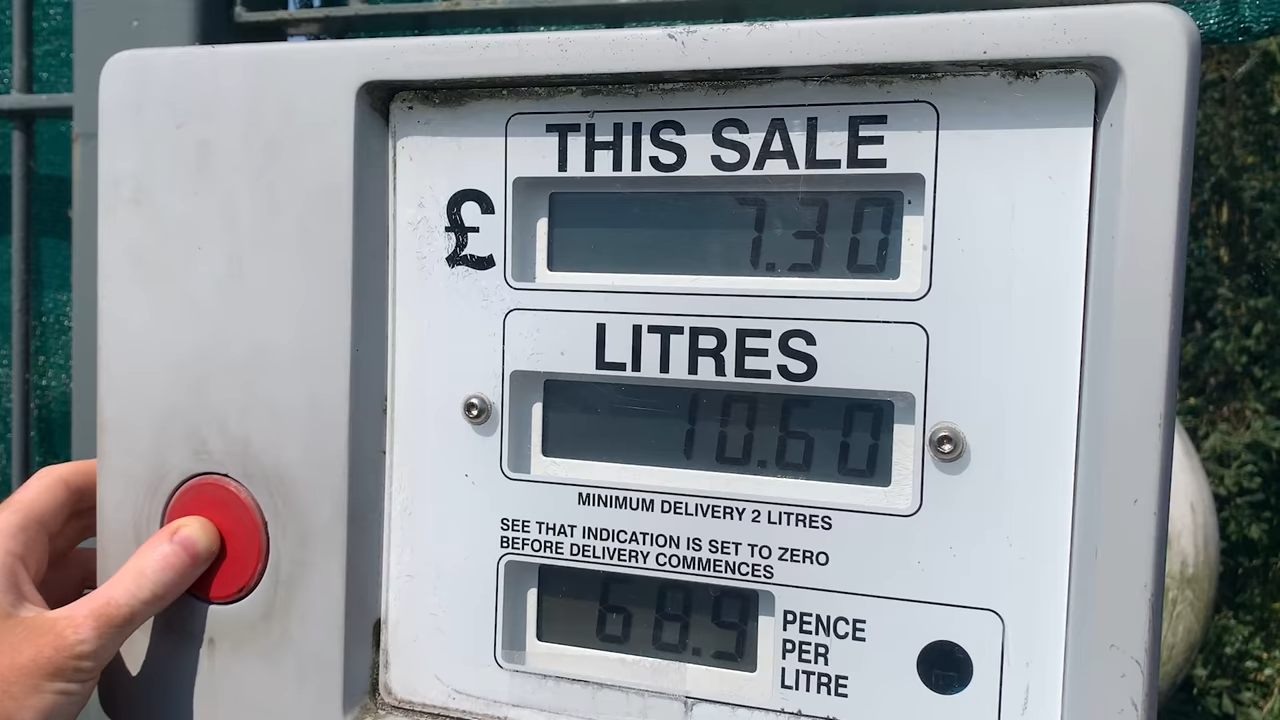 THIS SALE
£ 7.30
LITRES
10.60
MINIMUM DELIVERY 2 LITRES
SEE THAT INDICATION IS SET TO ZERO
BEFORE DELIVERY COMMENCES
68.9
PENCE
PER
LITRE